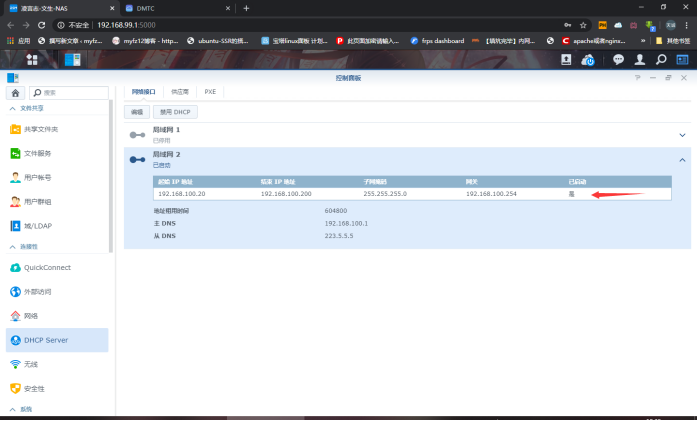 凌霄志-文生-NAS
DMTC
不安全 | 192.168.99.1:5000
应用
撰写新文章 ‹ myfz...
myfz12博客 - http...
ubuntu-SSR的搭...
宝塔linux面板 计划...
此页面加密请输入...
frps dashboard
【填坑完毕】内网...
apache或者nginx...
»
其他书签
控制面板
搜索
网络接口
供应商
PXE
编辑
禁用 DHCP
文件共享
共享文件夹
文件服务
用户帐号
用户群组
域/LDAP
连接性
QuickConnect
外部访问
网络
DHCP Server
无线
安全性
系统
局域网 1
已停用
局域网 2
已启动
起始 IP 地址
结束 IP 地址
子网掩码
网关
已启动
192.168.100.20
192.168.100.200
255.255.255.0
192.168.100.254
是
地址租用时间
604800
主 DNS
192.168.100.1
从 DNS
223.5.5.5